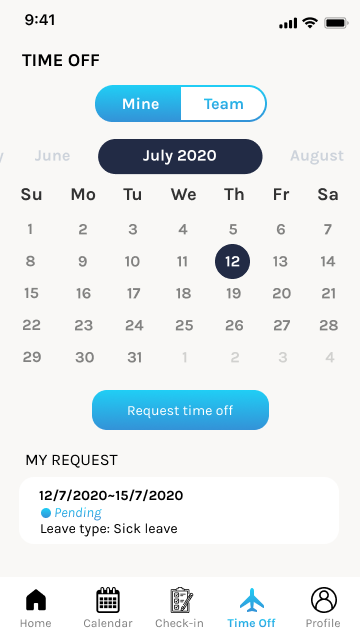 9:41
TIME OFF
Mine Team
y June July 2020 August
Su Mo Tu We Th Fr Sa
1 2 3 4 5 6 7
8 9 10 11 12 13 14
15 16 17 18 19 20 21
22 23 24 25 26 27 28
29 30 31 1 2 3 4
Request time off
MY REQUEST
12/7/2020~15/7/2020
Pending
Leave type: Sick leave
Home Calendar Check-in Time Off Profile